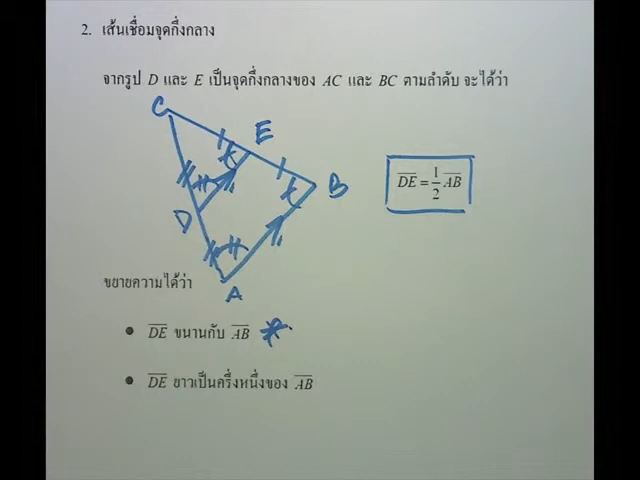 2. เส้นเชื่อมจุดกึ่งกลาง
จากรูป D และ E เป็นจุดกึ่งกลางของ AC และ BC ตามลำดับ จะได้ว่า
C
E
B
D
A
DE = 1/2 AB
ขยายความได้ว่า
• DE ขนานกับ AB *
• DE ยาวเป็นครึ่งหนึ่งของ AB